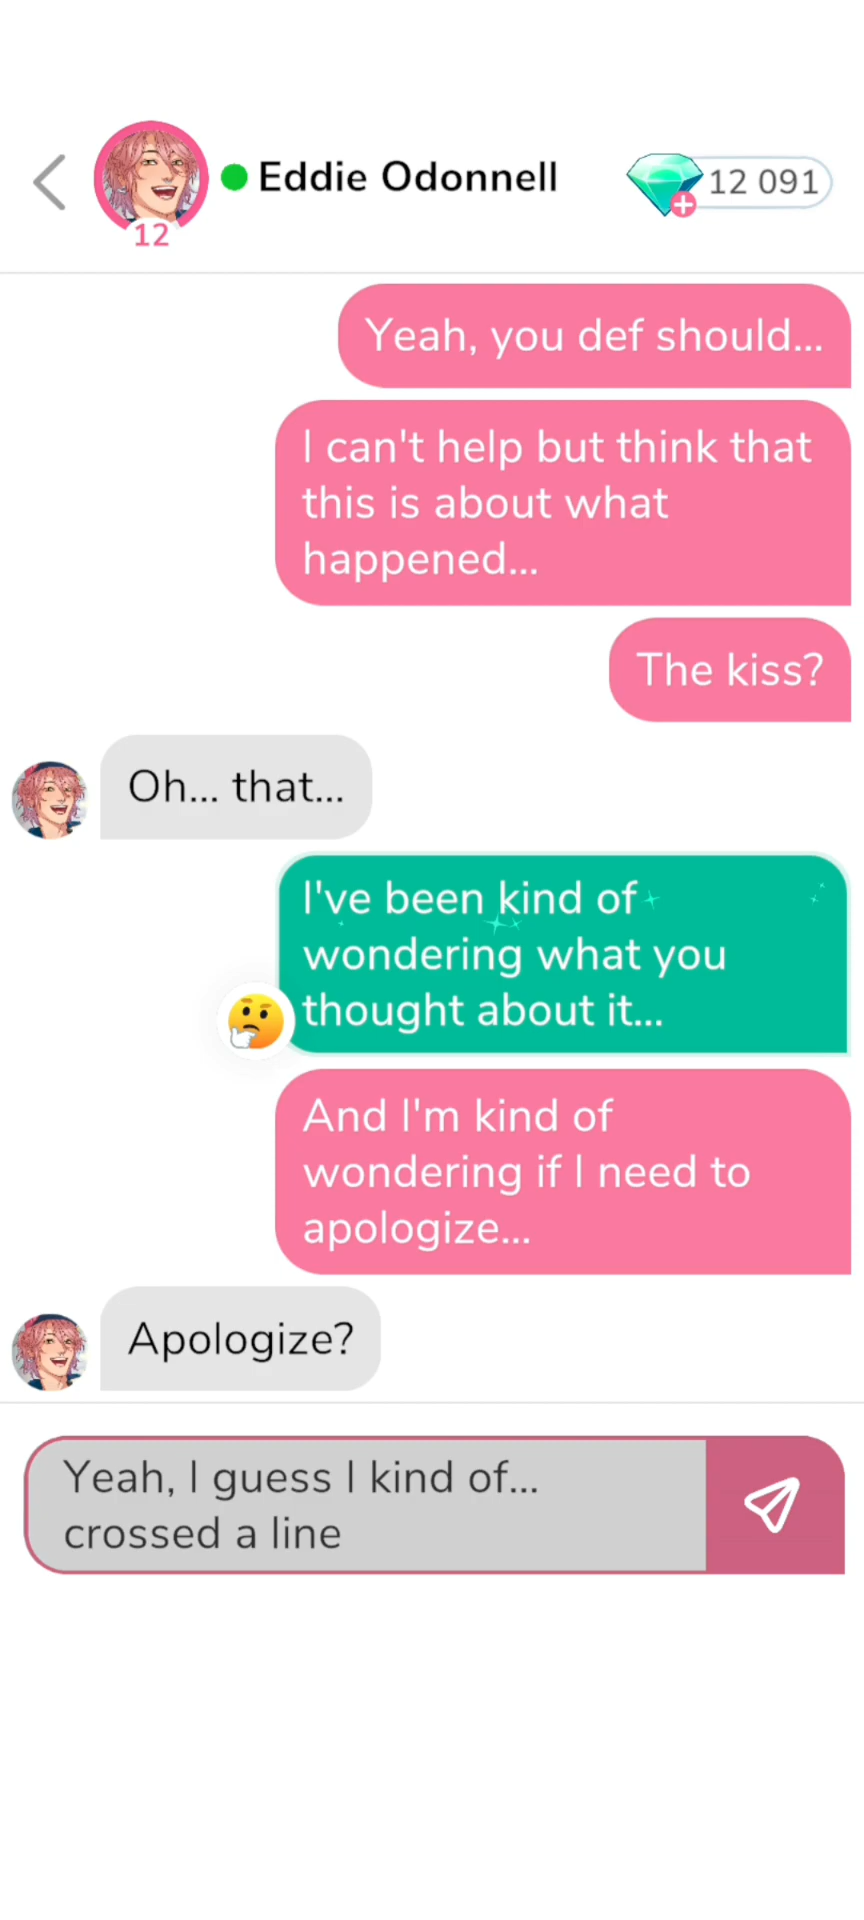 Eddie Odonnell
12 091
12
Yeah, you def should...
I can't help but think that
this is about what
happened...
The kiss?
Oh... that...
I've been kind of
wondering what you
thought about it...
And I'm kind of
wondering if I need to
apologize...
Apologize?
Yeah, I guess I kind of...
crossed a line